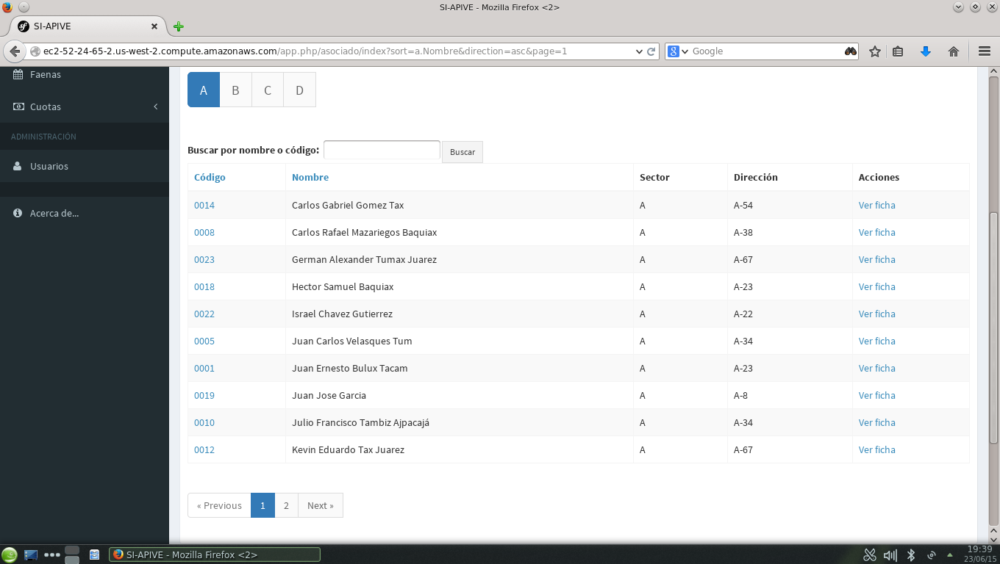 SI-APIVE - Mozilla Firefox <2>
SI-APIVE
ec2-52-24-65-2.us-west-2.compute.amazonaws.com/app.php/asociado/index?sort=a.Nombre&direction=asc&page=1
Google
Faenas
Cuotas
ADMINISTRACIÓN
Usuarios
Acerca de...
A B C D
Buscar por nombre o código: Buscar
Código Nombre Sector Dirección Acciones
0014 Carlos Gabriel Gomez Tax A A-54 Ver ficha
0008 Carlos Rafael Mazariegos Baquiax A A-38 Ver ficha
0023 German Alexander Tumax Juarez A A-67 Ver ficha
0018 Hector Samuel Baquiax A A-23 Ver ficha
0022 Israel Chavez Gutierrez A A-22 Ver ficha
0005 Juan Carlos Velasques Tum A A-34 Ver ficha
0001 Juan Ernesto Bulux Tacam A A-23 Ver ficha
0019 Juan Jose Garcia A A-8 Ver ficha
0010 Julio Francisco Tambiz Ajpacajá A A-34 Ver ficha
0012 Kevin Eduardo Tax Juarez A A-67 Ver ficha
« Previous 1 2 Next »
SI-APIVE - Mozilla Firefox <2>
19:39
23/06/15